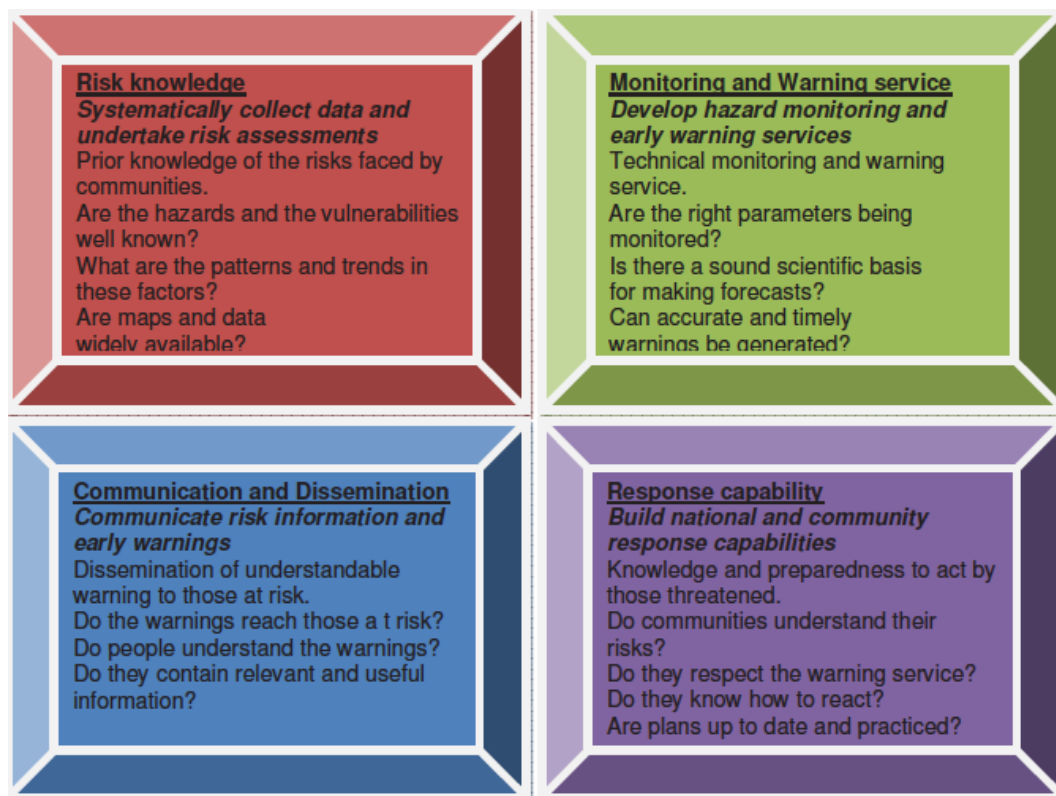 Risk knowledge
Systematically collect data and
undertake risk assessments
Prior knowledge of the risks faced by
communities.
Are the hazards and the vulnerabilities
well known?
What are the patterns and trends in
these factors?
Are maps and data
widely available?
Monitoring and Warning service
Develop hazard monitoring and
early warning services
Technical monitoring and warning
service.
Are the right parameters being
monitored?
Is there a sound scientific basis
for making forecasts?
Can accurate and timely
warnings be generated?
Communication and Dissemination
Communicate risk information and
early warnings
Dissemination of understandable
warning to those at risk.
Do the warnings reach those a t risk?
Do people understand the warnings?
Do they contain relevant and useful
information?
Response capability
Build national and community
response capabilities
Knowledge and preparedness to act by
those threatened.
Do communities understand their
risks?
Do they respect the warning service?
Do they know how to react?
Are plans up to date and practiced?